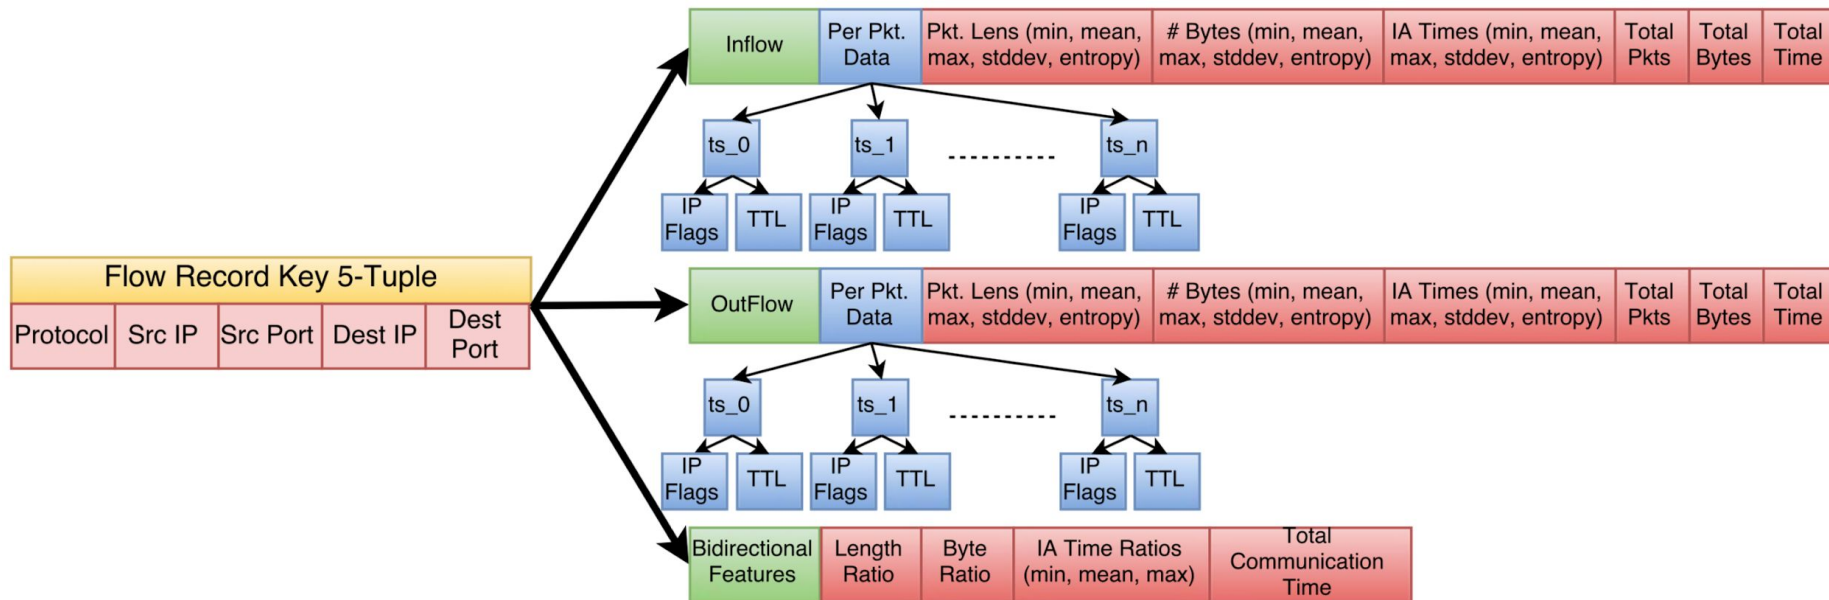 Inflow
Per Pkt.
Data
Pkt. Lens (min, mean,
max, stddev, entropy)
# Bytes (min, mean,
max, stddev, entropy)
IA Times (min, mean,
max, stddev, entropy)
Total
Pkts
Total
Bytes
Total
Time
ts_0
ts_1
ts_n
IP
Flags
TTL
IP
Flags
TTL
IP
Flags
TTL
Flow Record Key 5-Tuple
Protocol
Src IP
Src Port
Dest IP
Dest
Port
OutFlow
Per Pkt.
Data
Pkt. Lens (min, mean,
max, stddev, entropy)
# Bytes (min, mean,
max, stddev, entropy)
IA Times (min, mean,
max, stddev, entropy)
Total
Pkts
Total
Bytes
Total
Time
ts_0
ts_1
ts_n
IP
Flags
TTL
IP
Flags
TTL
IP
Flags
TTL
Bidirectional
Features
Length
Ratio
Byte
Ratio
IA Time Ratios
(min, mean, max)
Total
Communication
Time